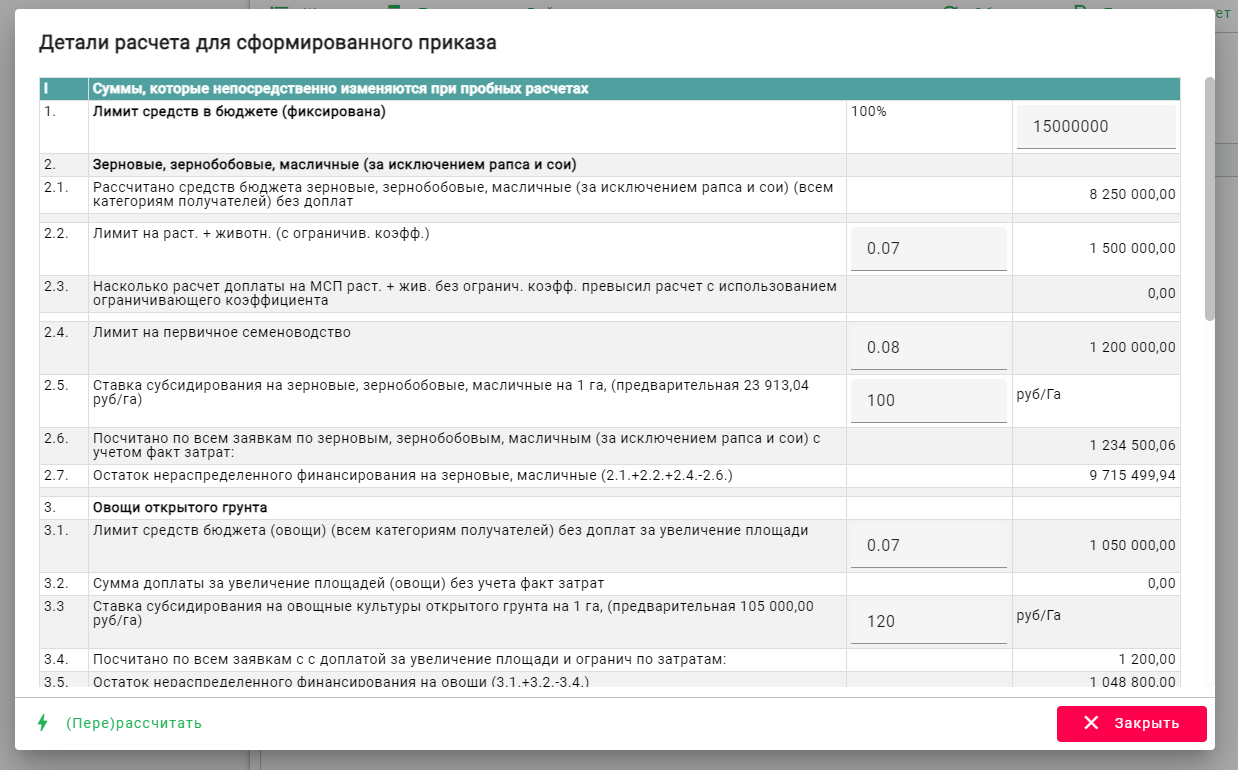 ет
Детали расчета для сформированного приказа
I Суммы, которые непосредственно изменяются при пробных расчетах
1. Лимит средств в бюджете (фиксирована) 100% 15000000
2. Зерновые, зернобобовые, масличные (за исключением рапса и сои)
2.1. Рассчитано средств бюджета зерновые, зернобобовые, масличные (за исключением рапса и сои) (всем
категориям получателей) без доплат 8 250 000,00
2.2. Лимит на раст. + животн. (с ограничив. коэфф.) 0.07 1 500 000,00
2.3. Насколько расчет доплаты на МСП раст. + жив. без огранич. коэфф. превысил расчет с использованием
ограничивающего коэффициента 0,00
2.4. Лимит на первичное семеноводство 0.08 1 200 000,00
2.5. Ставка субсидирования на зерновые, зернобобовые, масличные на 1 га, (предварительная 23 913,04
руб/га) 100 руб/Га
2.6. Посчитано по всем заявкам по зерновым, зернобобовым, масличным (за исключением рапса и сои) с
учетом факт затрат: 1 234 500,06
2.7. Остаток нераспределенного финансирования на зерновые, масличные (2.1.+2.2.+2.4.-2.6.) 9 715 499,94
3. Овощи открытого грунта
3.1. Лимит средств бюджета (овощи) (всем категориям получателей) без доплат за увеличение площади 0.07 1 050 000,00
3.2. Сумма доплаты за увеличение площадей (овощи) без учета факт затрат 0,00
3.3 Ставка субсидирования на овощные культуры открытого грунта на 1 га, (предварительная 105 000,00
руб/га) 120 руб/Га
3.4. Посчитано по всем заявкам с с доплатой за увеличение площади и огранич по затратам: 1 200,00
3.5. Остаток нераспределенного финансирования на овощи (3.1.+3.2.-3.4.) 1 048 800,00
(Пере)рассчитать Закрыть